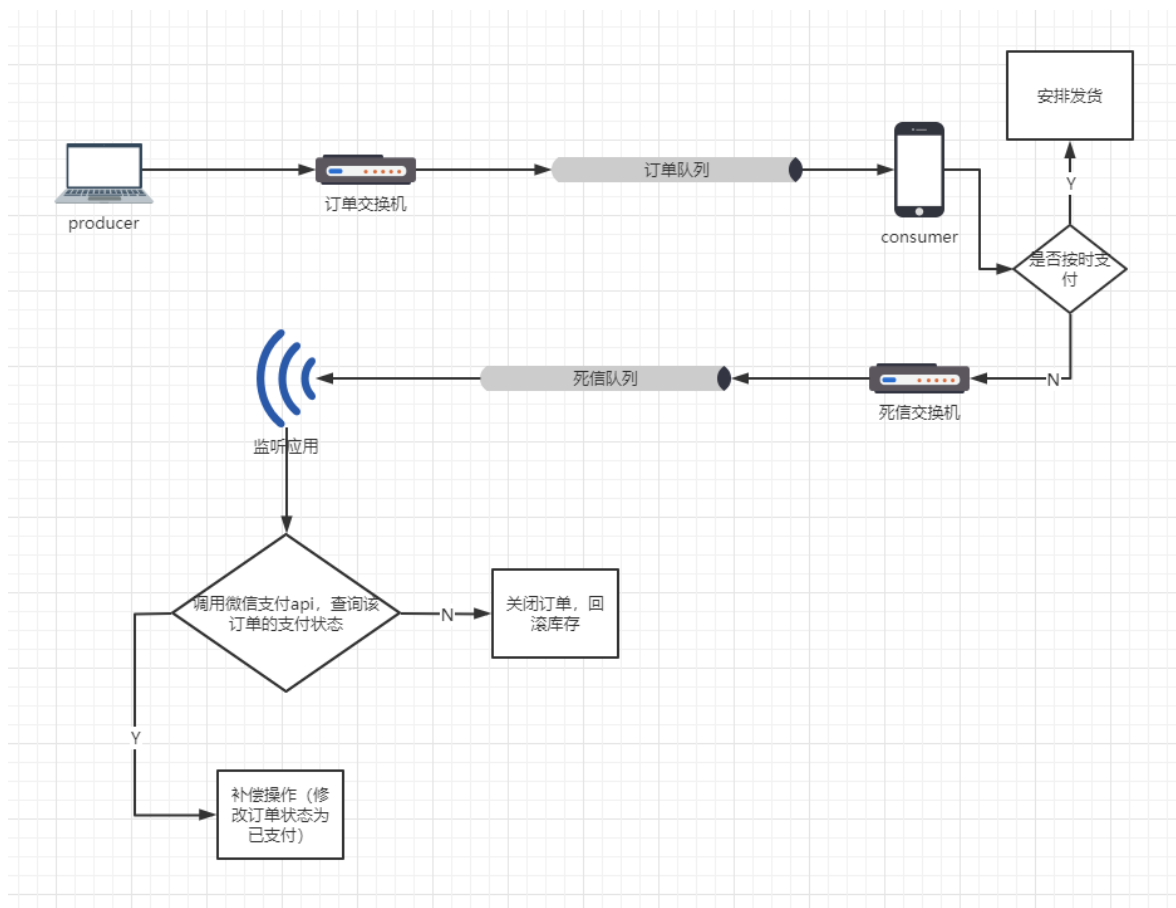 安排发货
订单队列
Y
订单交换机
producer
consumer
是否按时支
付
死信队列
N
死信交换机
监听应用
调用微信支付api，查询该
订单的支付状态
N
关闭订单，回
滚库存
Y
补偿操作（修
改订单状态为
已支付）